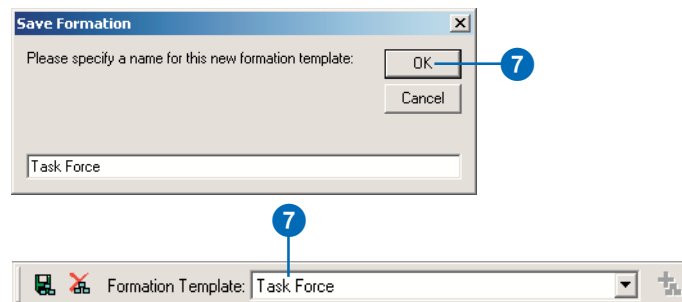 Save Formation
Please specify a name for this new formation template:
OK
7
Cancel
Task Force
7
Formation Template: Task Force